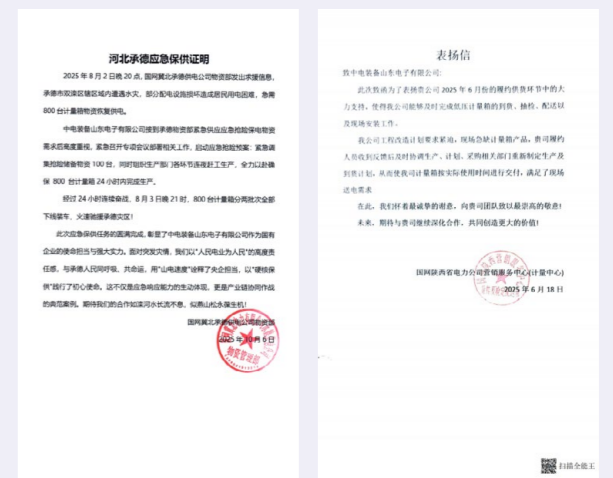 河北承德应急保供证明
2025年8月2日晚20点，国网冀北承德供电公司物资部发出求援信息，
承德市双滦区辖区域内遭遇水灾，部分配电设施损坏造成居民用电困难，急需
800台计量箱物资恢复供电。
中电装备山东电子有限公司接到承德物资部紧急供应应急抢险保电物资
需求后高度重视，紧急召开专项会议部署相关工作，启动应急抢险预案：紧急调
集抢险储备物资100台，同时组织生产部门各环节连夜赶工生产、全力以赴确
保 800 台计量箱24小时内完成生产。
经过24小时连续奋战，8月3日晚21时，800台计量箱分两批次全部
下线装车、火速驰援承德灾区！
此次应急保供任务的圆满完成，彰显了中电装备山东电子有限公司作为国
有企业的使命担当与强大实力。面对突发灾情，我们以“人民电业为人民”的高度责
任感，与承德人民同呼吸、共命运，用“山电速度”诠释了央企担当，以“硬核保
供”践行了初心使命。这不仅是应急响应能力的生动体现，更是产业链协同作战
的典范案例。期待我们的合作如滦河水长流不息，似燕山松永葆生机！
国网冀北承德供电公司物资部
2025年10月6日
表扬信
致中电装备山东电子有限公司：
此次致函为了表扬贵公司2025年6月份的履约供货环节中的大
力支持，使得我公司能够及时完成低压计量箱的到货、抽检、配送以
及现场安装工作。
我公司工程改造计划要求紧迫，现场急缺计量箱产品，贵司履约
人员收到反馈后及时协调生产、计划、采购相关部门重新制定生产及
到货计划，从而使我司计量箱按实际使用时间进行交付，满足了现场
送电需求
在此，我们怀着最诚挚的谢意，向贵司团队致以最崇高的敬意！
未来，期待与贵司继续深化合作，共同创造更大的价值！
国网陕西省电力公司营销服务中心(计量中心)
2025年6月18日
扫描全能王